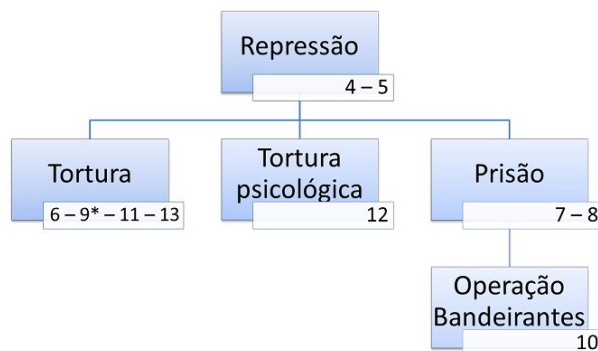 Repressão
4 – 5
Tortura
6 – 9* – 11 – 13
Tortura
psicológica
12
Prisão
7 – 8
Operação
Bandeirantes
10